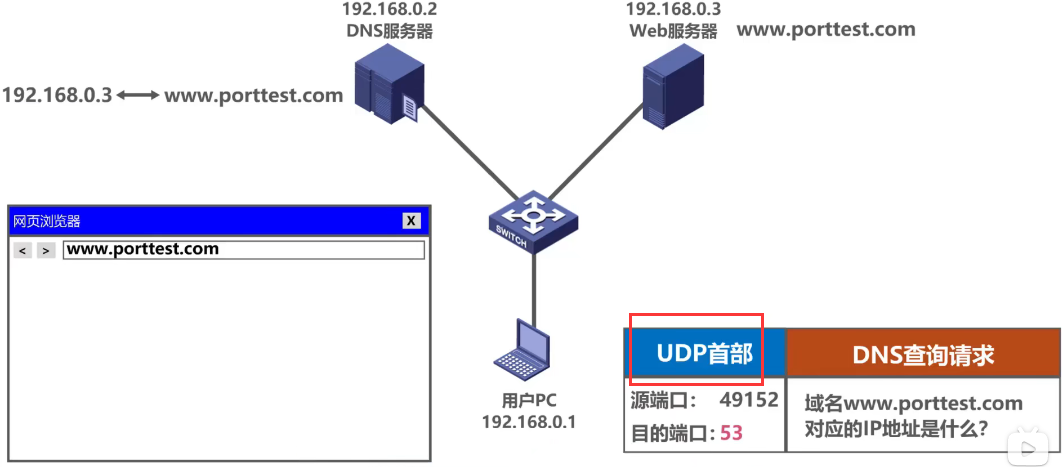 192.168.0.2
DNS服务器
192.168.0.3
Web服务器
www.porttest.com
192.168.0.3
www.porttest.com
SWITCH
网页浏览器
X
<
>
www.porttest.com
用户PC
192.168.0.1
UDP首部
DNS查询请求
源端口： 49152
目的端口：53
域名www.porttest.com
对应的IP地址是什么？